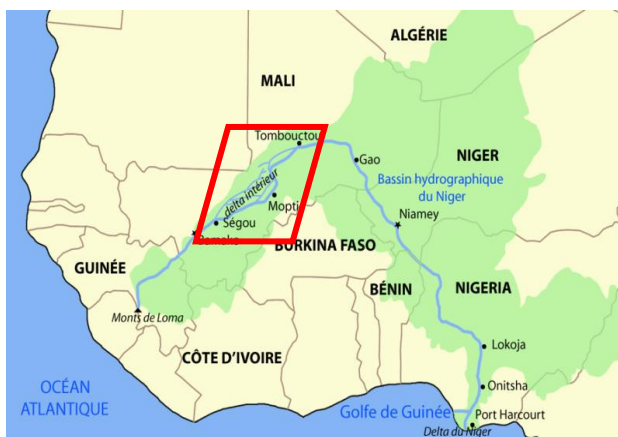 ALGÉRIE
MALI
Tombouctou
Gao
NIGER
delta intérieur
Bassin hydrographique
du Niger
Mopti
Ségou
Niamey
Bamako
BURKINA FASO
GUINÉE
BÉNIN
NIGERIA
Monts de Loma
Lokoja
CÔTE D'IVOIRE
OCÉAN
ATLANTIQUE
Onitsha
Golfe de Guinée
Port Harcourt
Delta du Niger